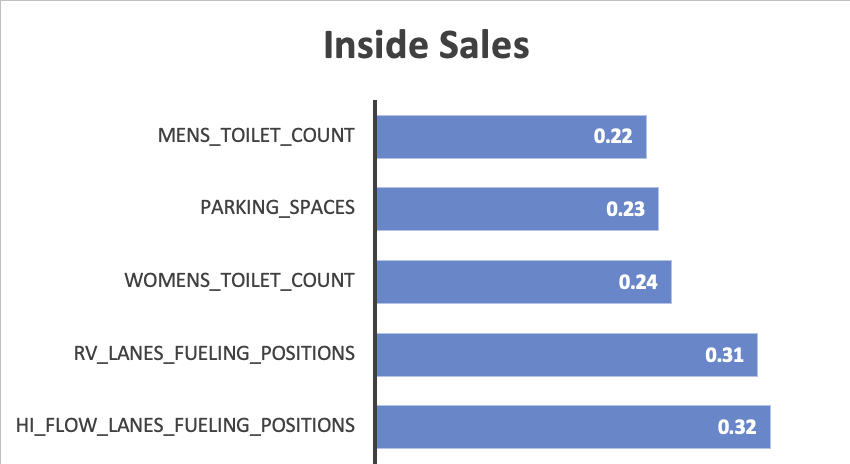 Inside Sales
MENS_TOILET_COUNT 0.22
PARKING_SPACES 0.23
WOMENS_TOILET_COUNT 0.24
RV_LANES_FUELING_POSITIONS 0.31
HI_FLOW_LANES_FUELING_POSITIONS 0.32